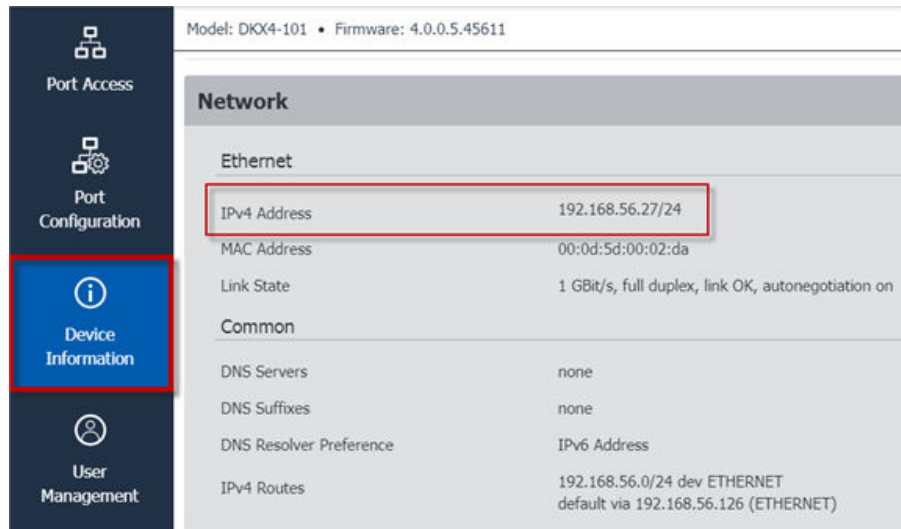 Model: DKX4-101 • Firmware: 4.0.0.5.45611
Port Access
Port
Configuration
Device
Information
User
Management
Network
Ethernet
IPv4 Address 192.168.56.27/24
MAC Address 00:0d:5d:00:02:da
Link State 1 GBit/s, full duplex, link OK, autonegotiation on
Common
DNS Servers none
DNS Suffixes none
DNS Resolver Preference IPv6 Address
IPv4 Routes 192.168.56.0/24 dev ETHERNET
default via 192.168.56.126 (ETHERNET)